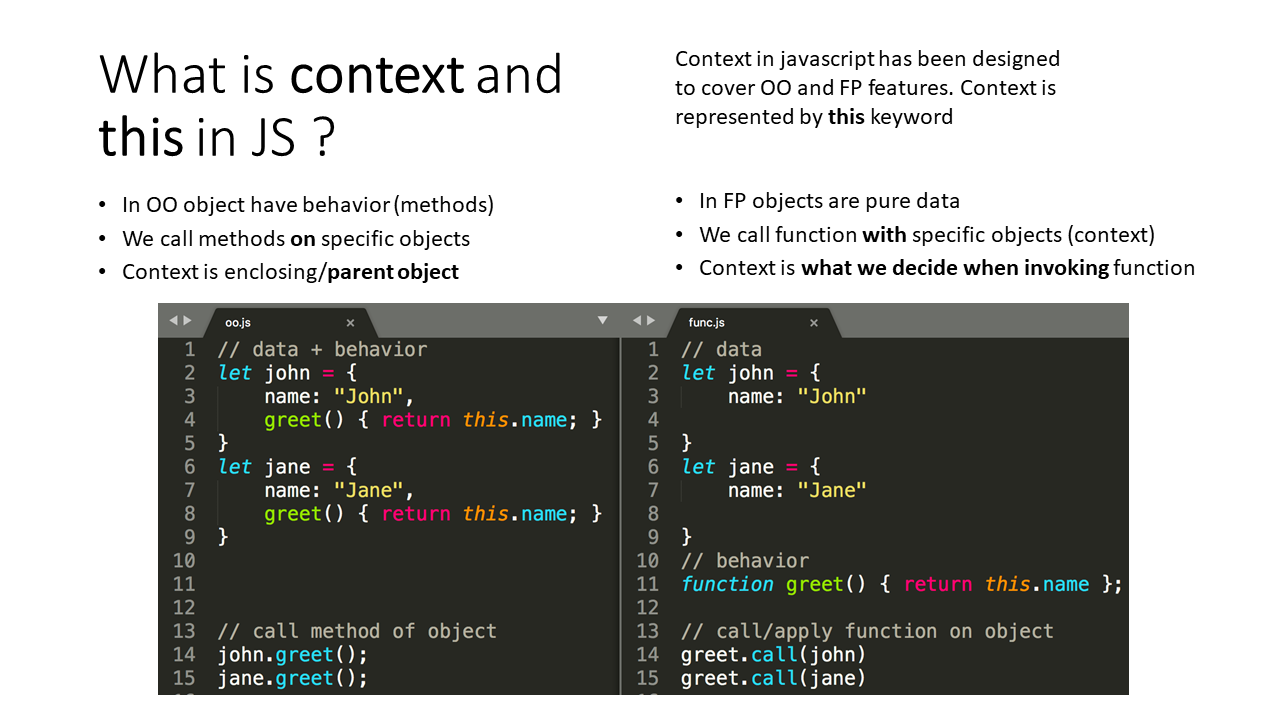 What is context and
this in JS ?
Context in javascript has been designed
to cover OO and FP features. Context is
represented by this keyword
• In OO object have behavior (methods)
• We call methods on specific objects
• Context is enclosing/parent object
• In FP objects are pure data
• We call function with specific objects (context)
• Context is what we decide when invoking function
oo.js ×
1 // data + behavior
2 let john = {
3 name: "John",
4 greet() { return this.name; }
5 }
6 let jane = {
7 name: "Jane",
8 greet() { return this.name; }
9 }
10
11
12
13 // call method of object
14 john.greet();
15 jane.greet();
func.js ×
1 // data
2 let john = {
3 name: "John"
4
5 }
6 let jane = {
7 name: "Jane"
8
9 }
10 // behavior
11 function greet() { return this.name };
12
13 // call/apply function on object
14 greet.call(john)
15 greet.call(jane)